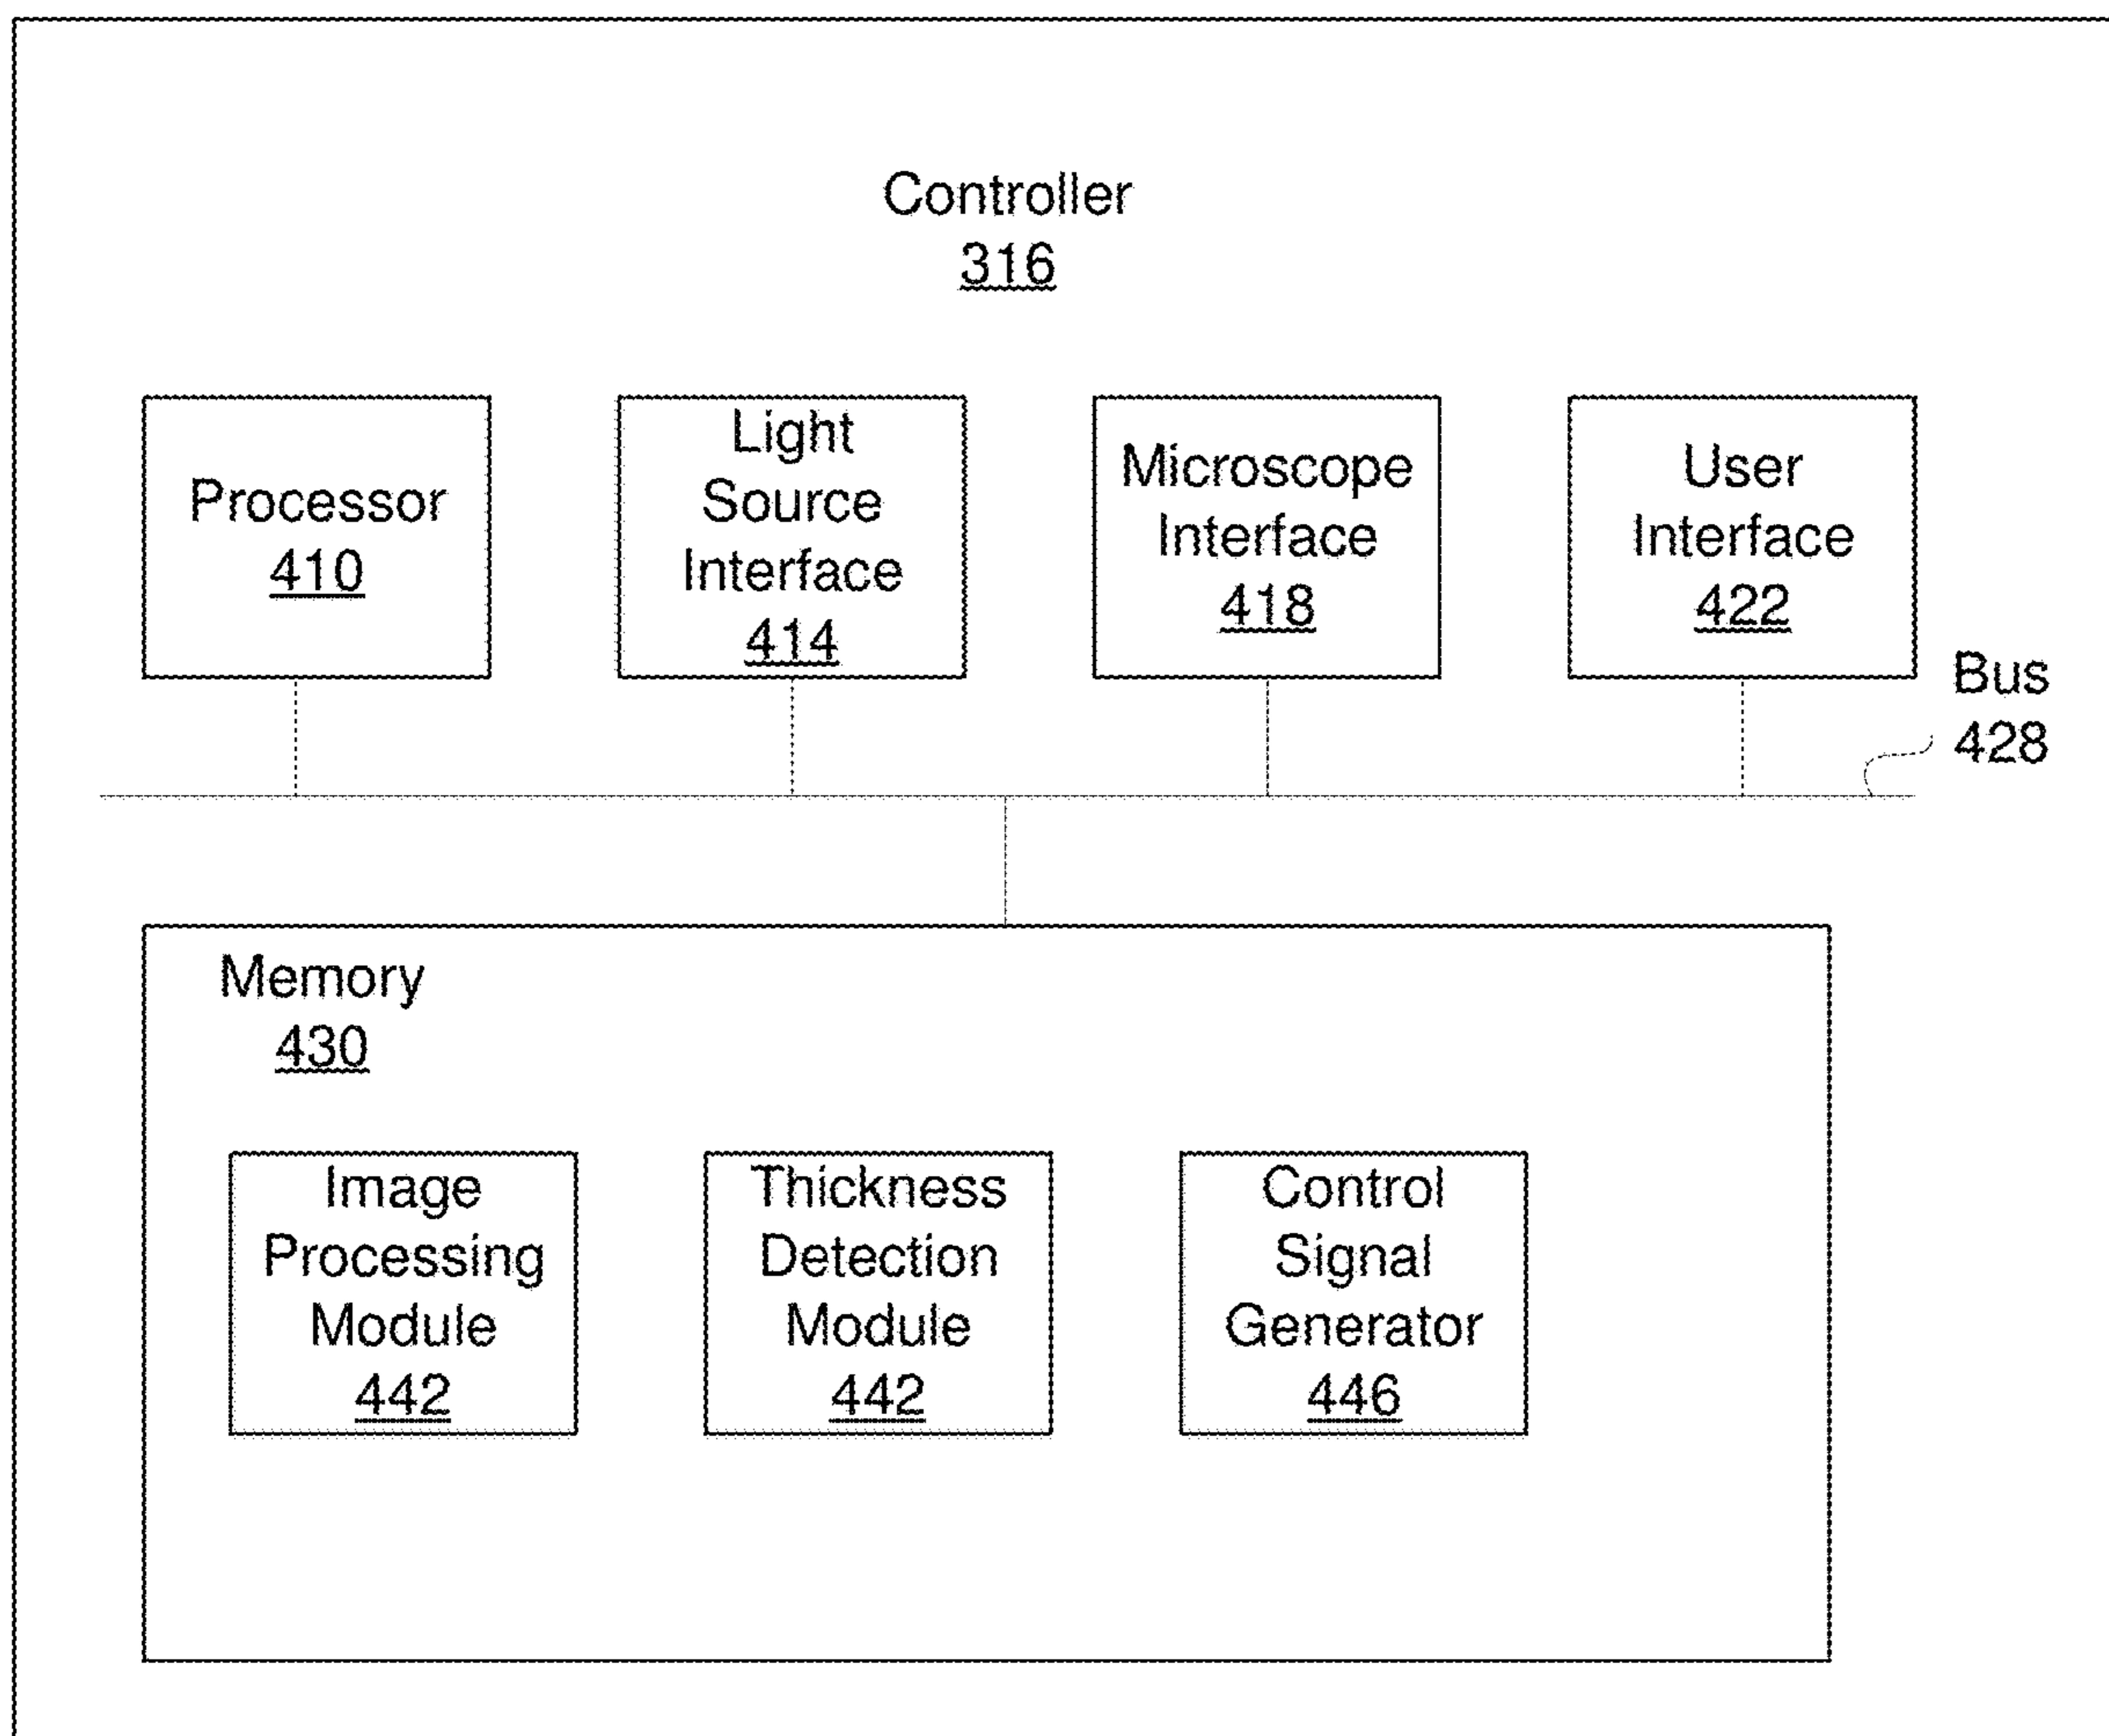 Controller
316
Processor
410
Light
Source
Interface
414
Microscope
Interface
418
User
Interface
422
Bus
428
Memory
430
Image
Processing
Module
442
Thickness
Detection
Module
442
Control
Signal
Generator
446